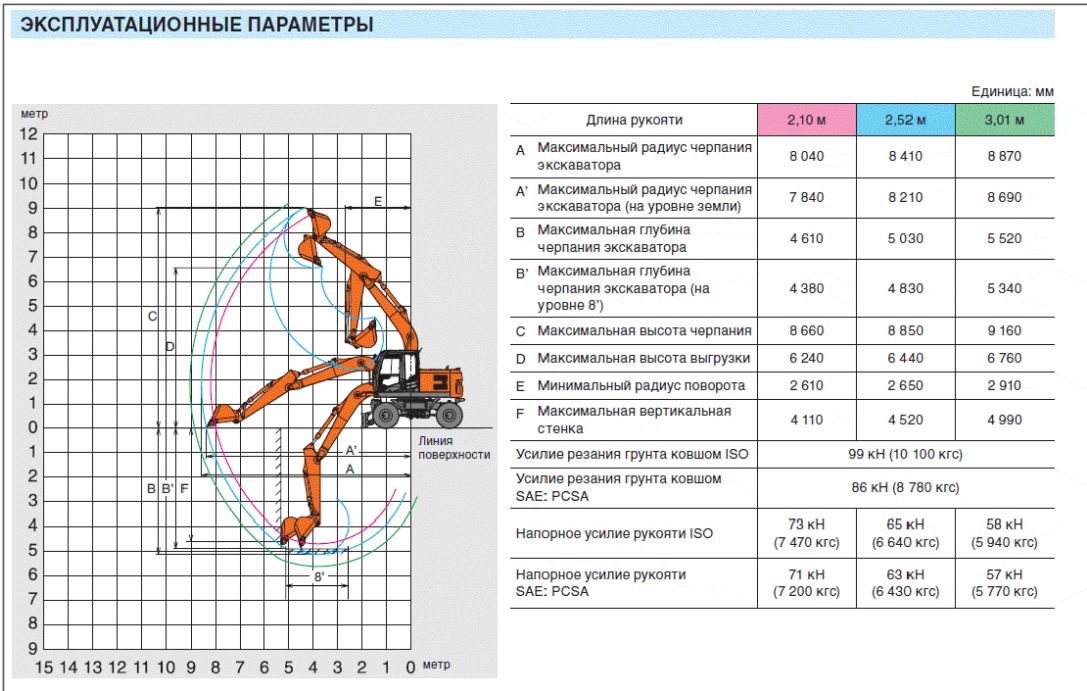 ЭКСПЛУАТАЦИОННЫЕ ПАРАМЕТРЫ
Единица: мм
метр
12
11
10
9
8
7
6
5
4
3
2
1
0
1
2
3
4
5
6
7
8
9
15 14 13 12 11 10 9 8 7 6 5 4 3 2 1 0 метр
E
C
D
Линия
поверхности
A'
A
B B' F
8'
Длина рукояти 2,10 м 2,52 м 3,01 м
A Максимальный радиус черпания
экскаватора 8 040 8 410 8 870
A' Максимальный радиус черпания
экскаватора (на уровне земли) 7 840 8 210 8 690
B Максимальная глубина
черпания экскаватора 4 610 5 030 5 520
B' Максимальная глубина
черпания экскаватора (на
уровне 8') 4 380 4 830 5 340
C Максимальная высота черпания 8 660 8 850 9 160
D Максимальная высота выгрузки 6 240 6 440 6 760
E Минимальный радиус поворота 2 610 2 650 2 910
F Максимальная вертикальная
стенка 4 110 4 520 4 990
Усилие резания грунта ковшом ISO 99 кН (10 100 кгс)
Усилие резания грунта ковшом
SAE: PCSA 86 кН (8 780 кгс)
Напорное усилие рукояти ISO 73 кН 65 кН 58 кН
(7 470 кгс) (6 640 кгс) (5 940 кгс)
Напорное усилие рукояти 71 кН 63 кН 57 кН
SAE: PCSA (7 200 кгс) (6 430 кгс) (5 770 кгс)